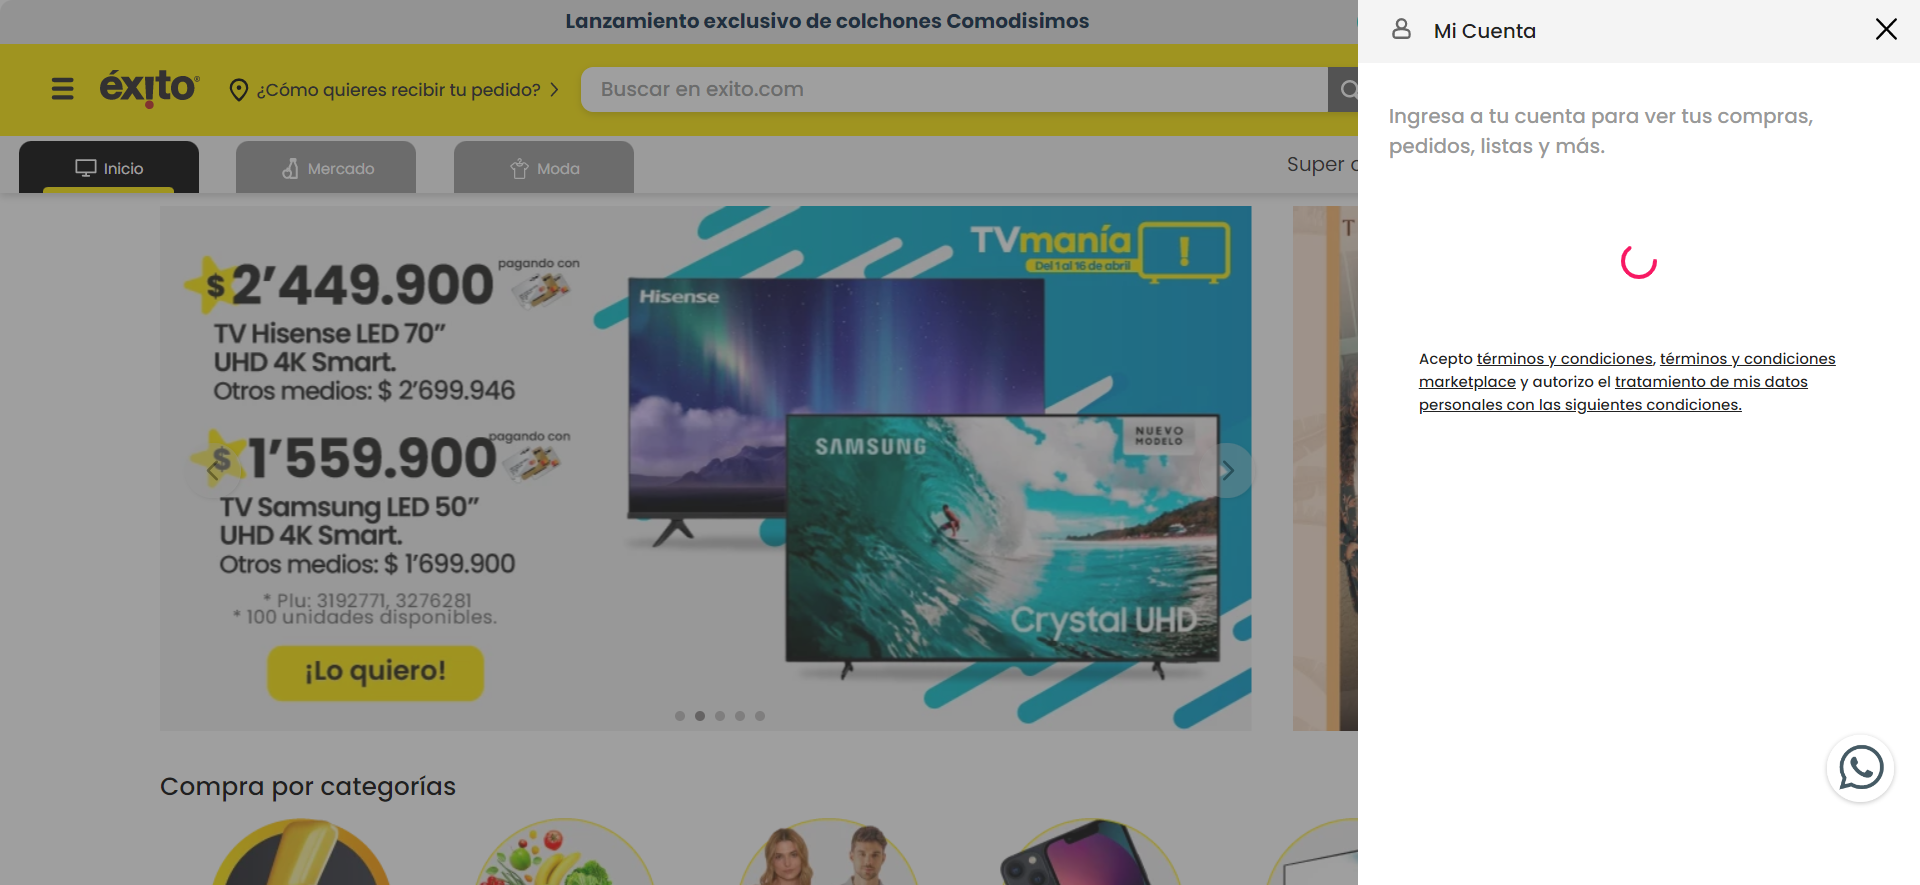 Lanzamiento exclusivo de colchones Comodisimos
éxito
¿Cómo quieres recibir tu pedido?
Buscar en exito.com
Inicio
Mercado
Moda
Super
$2'449.900
pagando con
TV Hisense LED 70"
UHD 4K Smart.
Otros medios: $ 2'699.946
$1'559.900
pagando con
TV Samsung LED 50"
UHD 4K Smart.
Otros medios: $ 1'699.900
* Plu: 3192771, 3276281
* 100 unidades disponibles.
¡Lo quiero!
TVmanía
Del 1 al 16 de abril
Hisense
SAMSUNG
NUEVO
MODELO
Crystal UHD
Compra por categorías
Mi Cuenta
Ingresa a tu cuenta para ver tus compras,
pedidos, listas y más.
Acepto términos y condiciones, términos y condiciones
marketplace y autorizo el tratamiento de mis datos
personales con las siguientes condiciones.